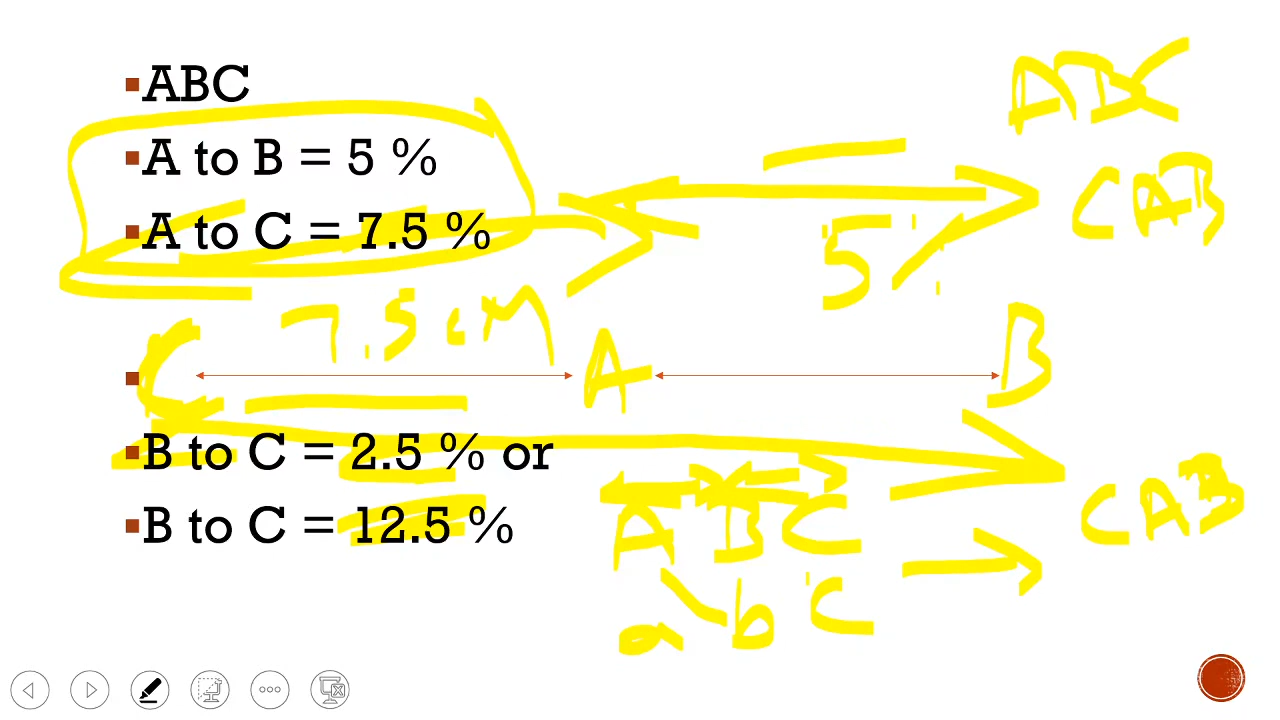 ABC
ABC
A to B = 5 %
CAB
A to C = 7.5 %
5%
7.5 cM
C A B
B to C = 2.5 % or
B to C = 12.5 %
A B C
CAB
a b C